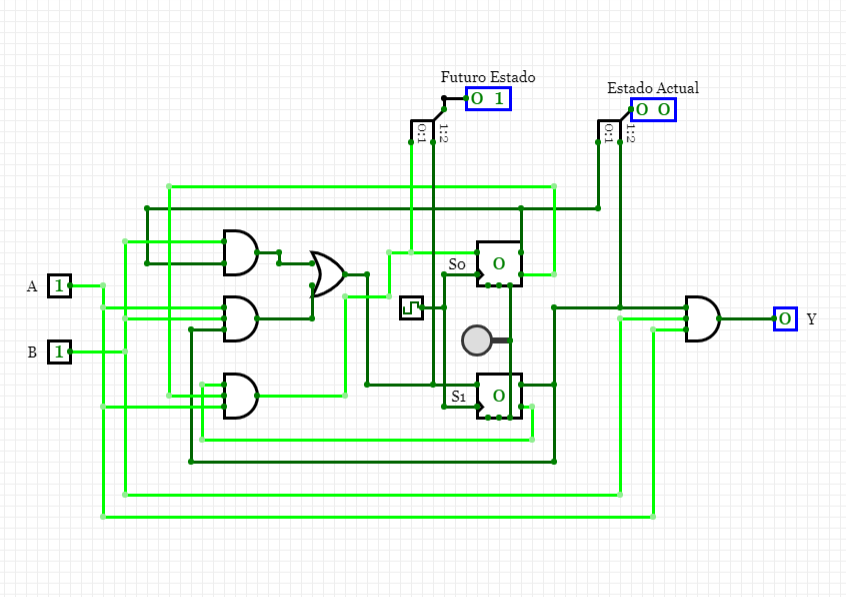 Futuro Estado
0 1
Estado Actual
0 0
0:1
1:2
0:1
1:2
S0
0
A 1
B 1
0 Y
S1
0